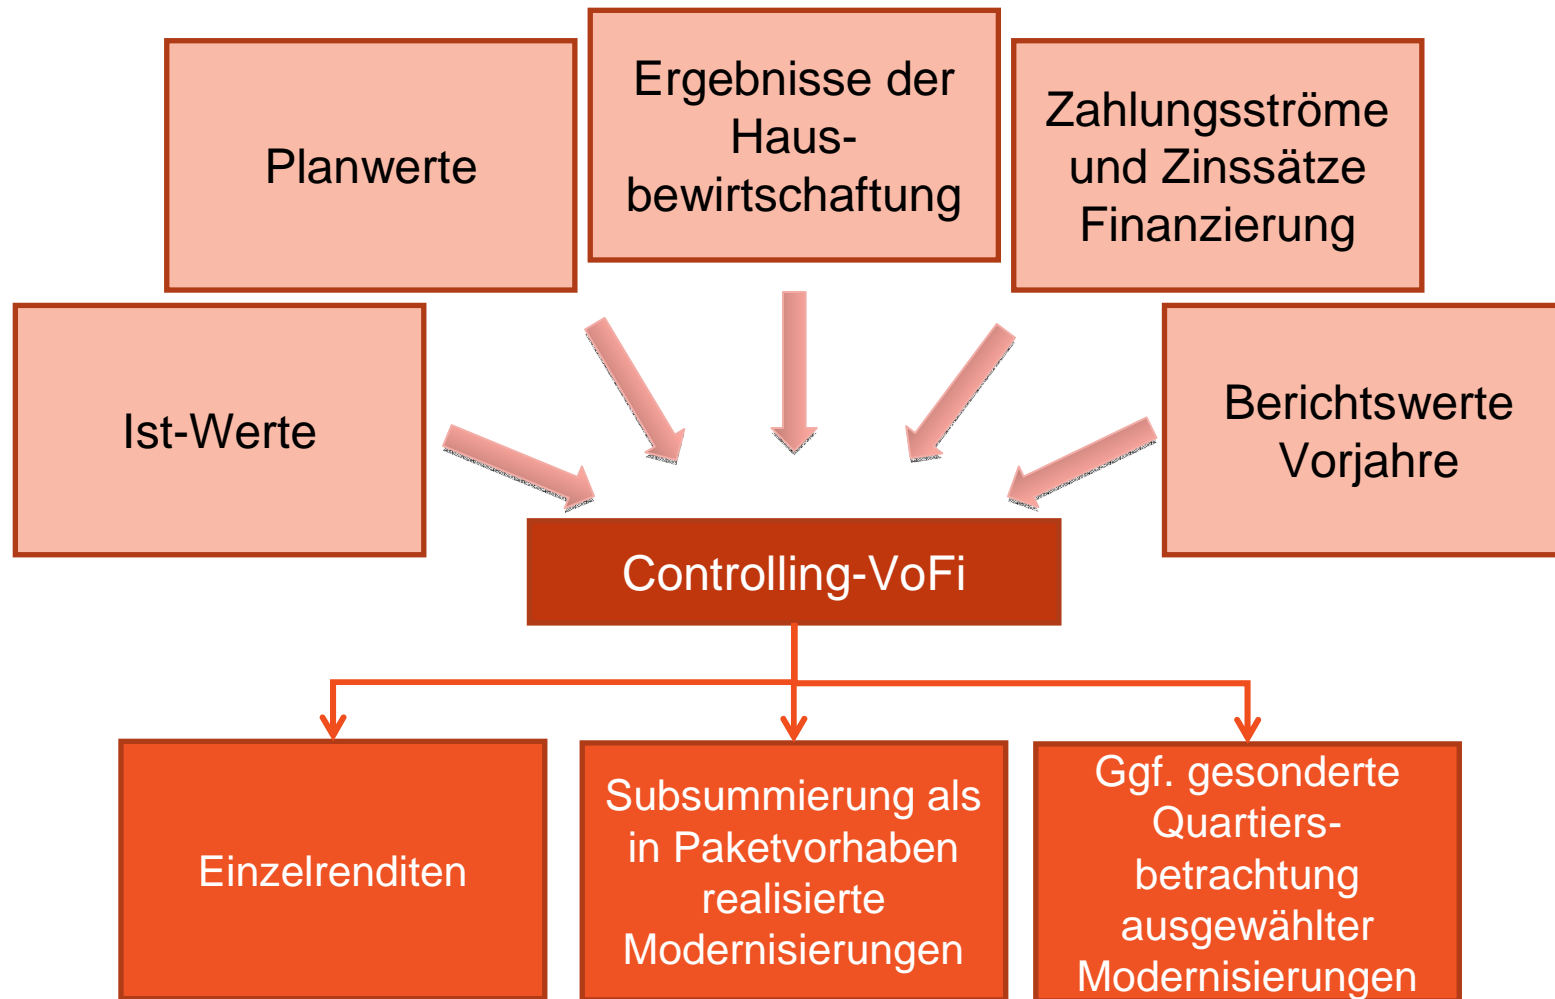 Ergebnisse der
Haus-
bewirtschaftung
Planwerte
Zahlungsströme
und Zinssätze
Finanzierung
Ist-Werte
Berichtswerte
Vorjahre
Controlling-VoFi
Einzelrenditen
Subsummierung als
in Paketvorhaben
realisierte
Modernisierungen
Ggf. gesonderte
Quartiers-
betrachtung
ausgewählter
Modernisierungen